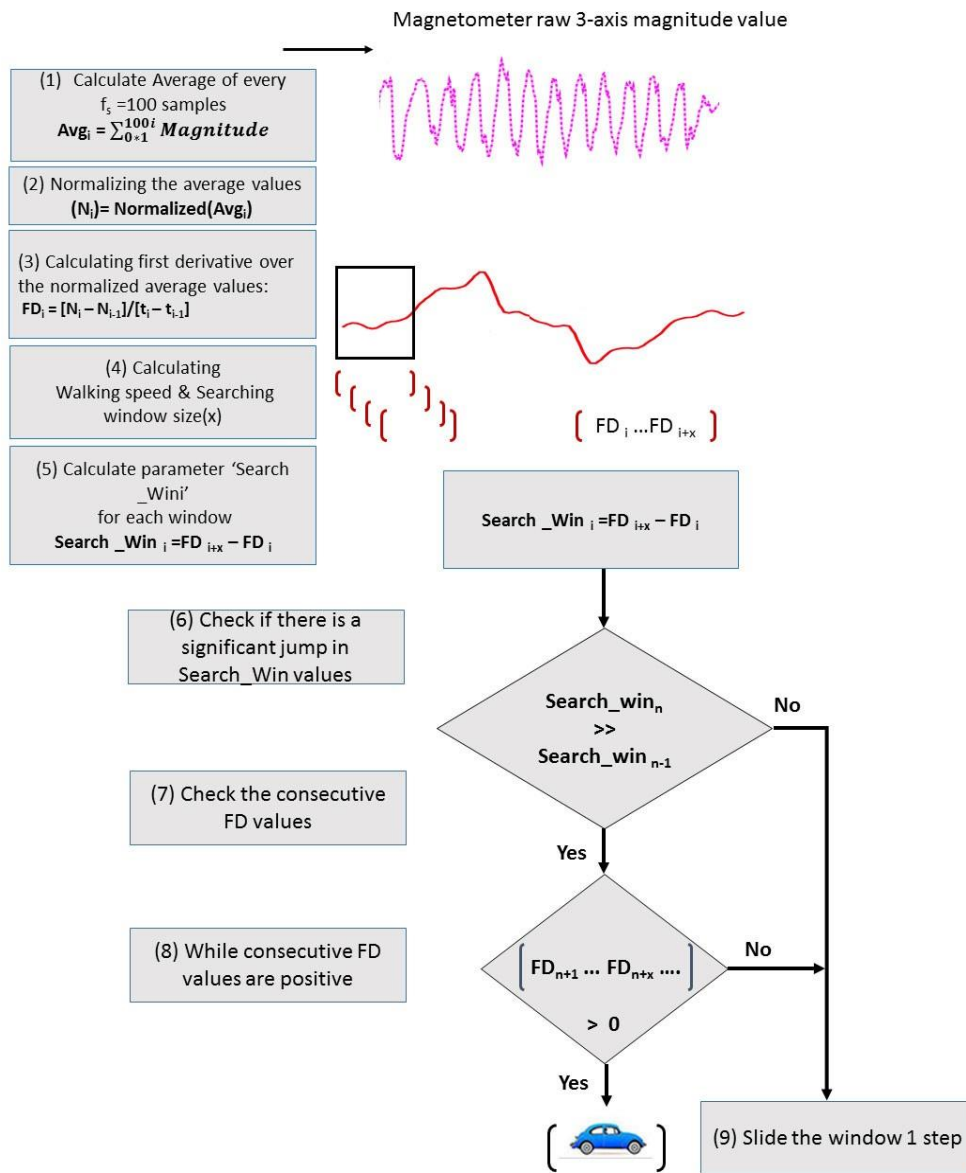 Magnetometer raw 3-axis magnitude value
(1) Calculate Average of every
fₛ =100 samples
Avgᵢ = ∑₀*₁¹⁰⁰ⁱ Magnitude
(2) Normalizing the average values
(Nᵢ)= Normalized(Avgᵢ)
(3) Calculating first derivative over
the normalized average values:
FDᵢ = [Nᵢ – Nᵢ₋₁]/[tᵢ – tᵢ₋₁]
(4) Calculating
Walking speed & Searching
window size(x)
[ ]
[ ]
[ ]
[ ]
[ FD ᵢ ...FD ᵢ₊ₓ ]
(5) Calculate parameter ‘Search
_Wini’
for each window
Search _Win ᵢ =FD ᵢ₊ₓ – FD ᵢ
Search _Win ᵢ =FD ᵢ₊ₓ – FD ᵢ
(6) Check if there is a
significant jump in
Search_Win values
Search_winₙ
>>
Search_win ₙ₋₁
No
(7) Check the consecutive
FD values
Yes
(8) While consecutive FD
values are positive
[ FDₙ₊₁ ... FDₙ₊ₓ .... ]
> 0
No
Yes
[ ]
(9) Slide the window 1 step